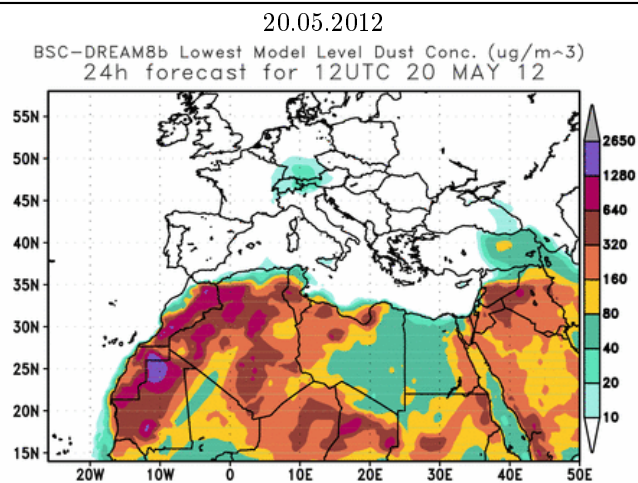 20.05.2012
BSC-DREAM8b Lowest Model Level Dust Conc. (ug/m^3)
24h forecast for 12UTC 20 MAY 12
55N
50N
45N
40N
35N
30N
25N
20N
15N
20W 10W 0 10E 20E 30E 40E 50E
2650
1280
640
320
160
80
40
20
10